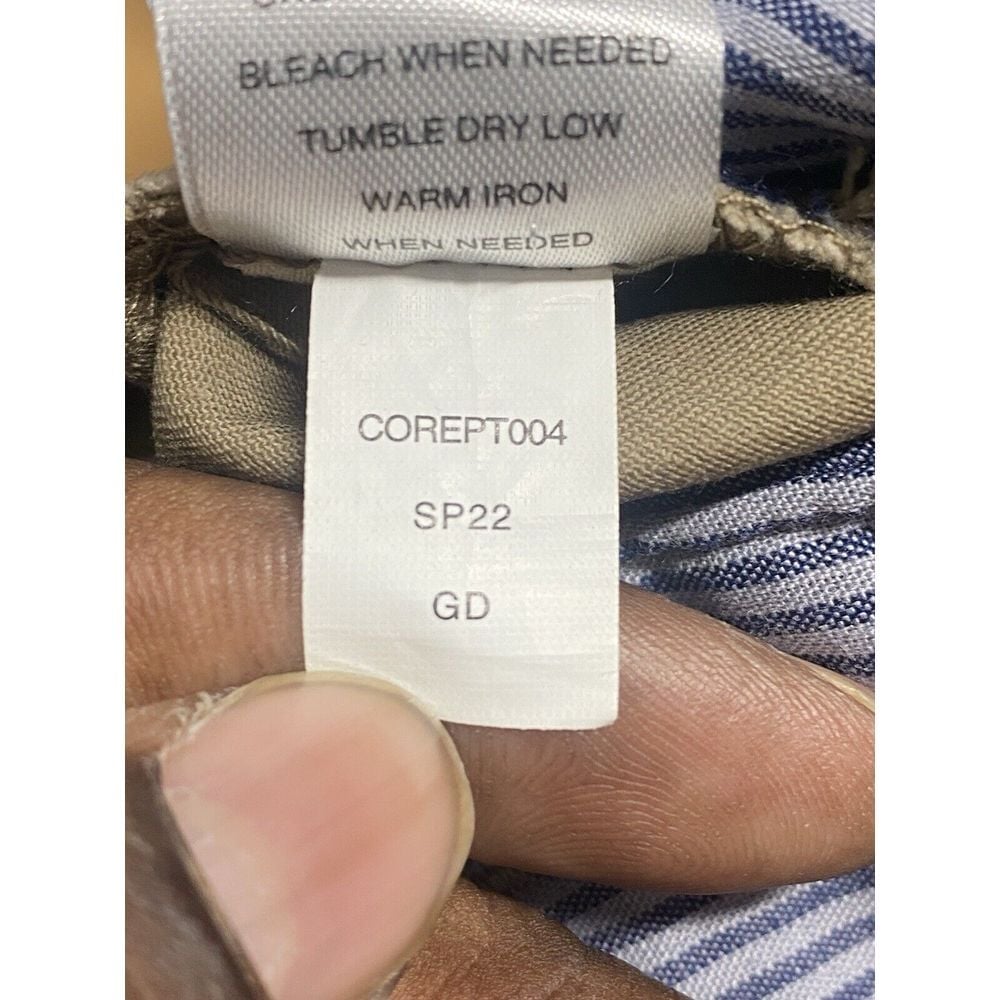 BLEACH WHEN NEEDED
TUMBLE DRY LOW
WARM IRON
WHEN NEEDED
COREPT004
SP22
GD